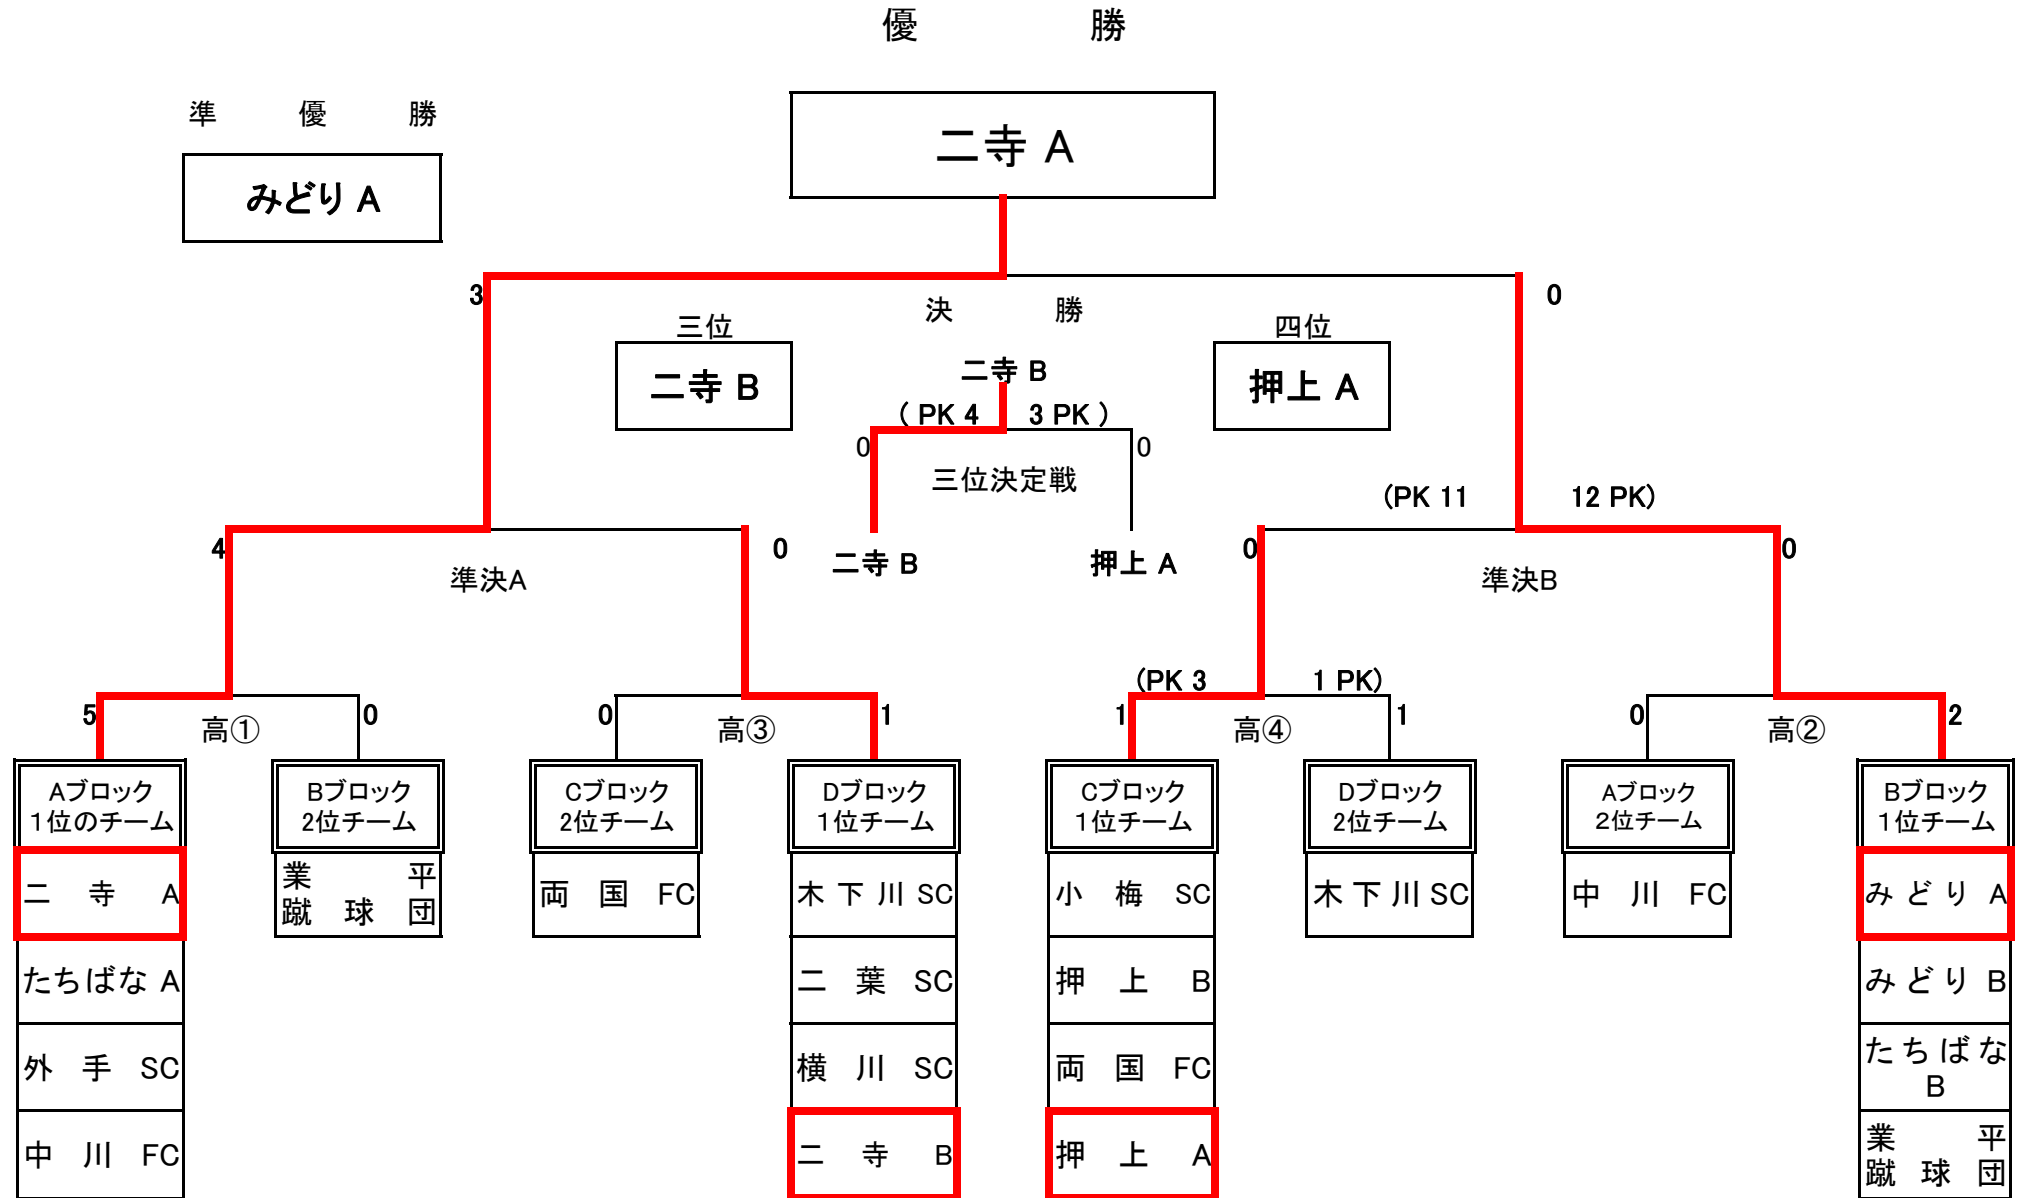 優 勝
準 優 勝
二寺 A
みどり A
3
0
決 勝
三位
四位
二寺 B
二寺 B
押上 A
( PK 4 3 PK )
0
0
三位決定戦
(PK 11 12 PK)
4
0
二寺 B
押上 A
0
0
準決A
準決B
(PK 3 1 PK)
5
0
0
1
1
1
0
2
高①
高③
高④
高②
Aブロック
1位のチーム
Bブロック
2位チーム
Cブロック
2位チーム
Dブロック
1位チーム
Cブロック
1位チーム
Dブロック
2位チーム
Aブロック
2位チーム
Bブロック
1位チーム
二 寺 A
業 平
蹴 球 団
両 国 FC
木 下 川 SC
小 梅 SC
木 下 川 SC
中 川 FC
み ど り A
たちばな A
二 葉 SC
押 上 B
み ど り B
外 手 SC
横 川 SC
両 国 FC
た ち ば な
B
中 川 FC
二 寺 B
押 上 A
業 平
蹴 球 団